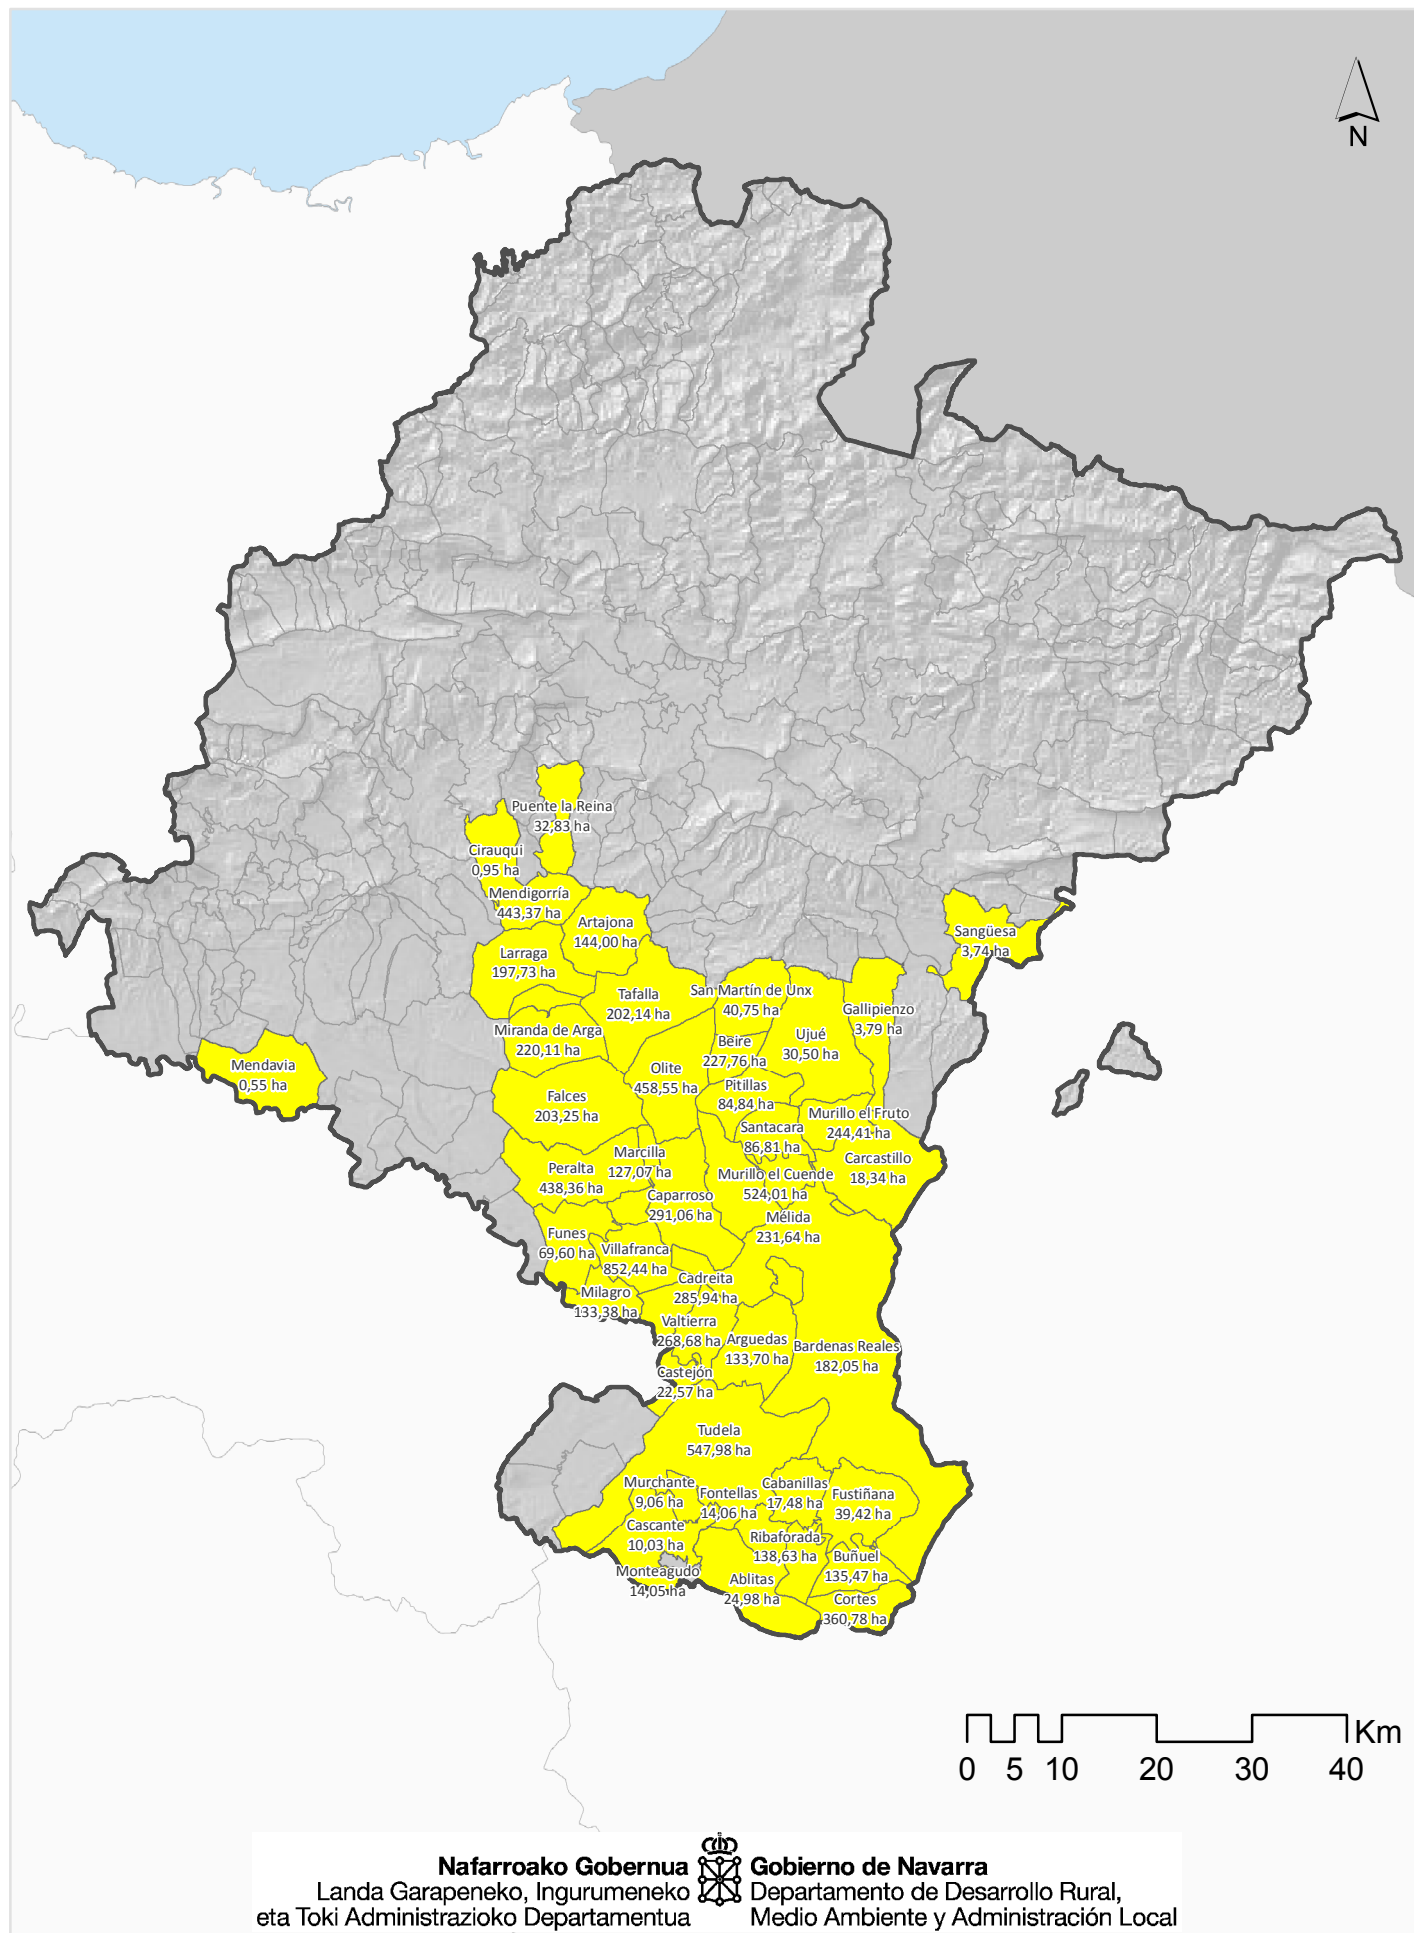 N
Puente la Reina
32,83 ha
Cirauqui
0,95 ha
Mendigorría
443,37 ha
Artajona
144,00 ha
Sangüesa
3,74 ha
Larraga
197,73 ha
Tafalla
202,14 ha
San Martín de Unx
40,75 ha
Gallipienzo
3,79 ha
Miranda de Arga
220,11 ha
Beire
227,76 ha
Ujué
30,50 ha
Mendavia
0,55 ha
Olite
458,55 ha
Pitillas
84,84 ha
Falces
203,25 ha
Murillo el Fruto
244,41 ha
Santacara
86,81 ha
Marcilla
127,07 ha
Carcastillo
18,34 ha
Peralta
438,36 ha
Murillo el Cuende
524,01 ha
Caparroso
291,06 ha
Mélida
231,64 ha
Funes
69,60 ha
Villafranca
852,44 ha
Cadreita
285,94 ha
Milagro
133,38 ha
Valtierra
268,68 ha
Arguedas
133,70 ha
Bardenas Reales
182,05 ha
Castejón
22,57 ha
Tudela
547,98 ha
Murchante
9,06 ha
Fontellas
14,06 ha
Cabanillas
17,48 ha
Fustiñana
39,42 ha
Cascante
10,03 ha
Ribaforada
138,63 ha
Buñuel
135,47 ha
Monteagudo
14,05 ha
Ablitas
24,98 ha
Cortes
360,78 ha
Km
0 5 10 20 30 40
Nafarroako Gobernua
Landa Garapeneko, Ingurumeneko
eta Toki Administrazioko Departamentua
Gobierno de Navarra
Departamento de Desarrollo Rural,
Medio Ambiente y Administración Local